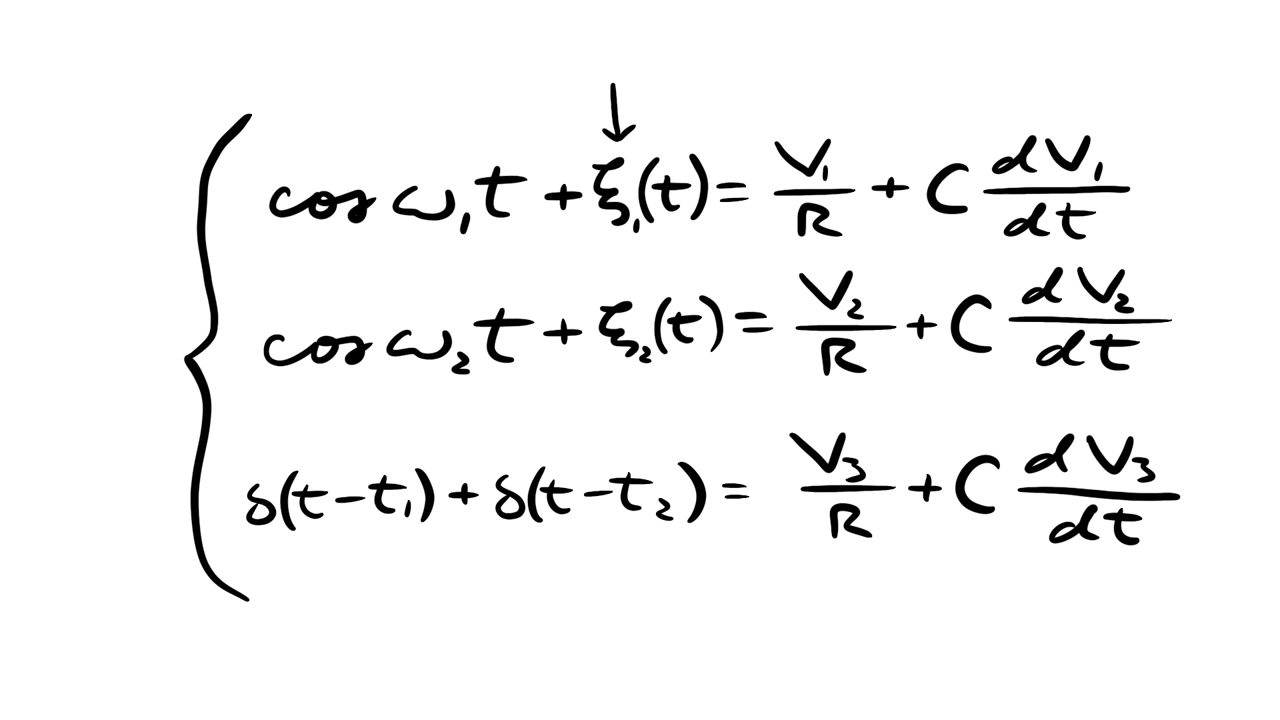 cos ω₁t + ξ₁(t) = V₁/R + C dV₁/dt
cos ω₂t + ξ₂(t) = V₂/R + C dV₂/dt
δ(t-t₁) + δ(t-t₂) = V₃/R + C dV₃/dt